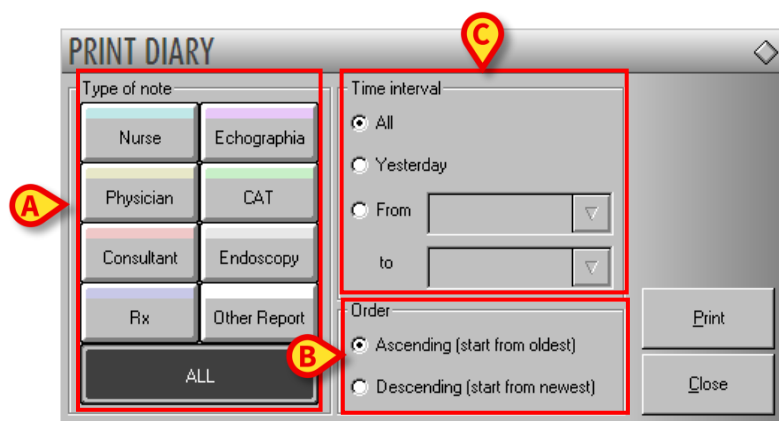 PRINT DIARY
C
Type of note
Nurse
Echographia
Physician
CAT
Consultant
Endoscopy
Rx
Other Report
ALL
A
Time interval
All
Yesterday
From
to
Order
Ascending (start from oldest)
Descending (start from newest)
B
Print
Close